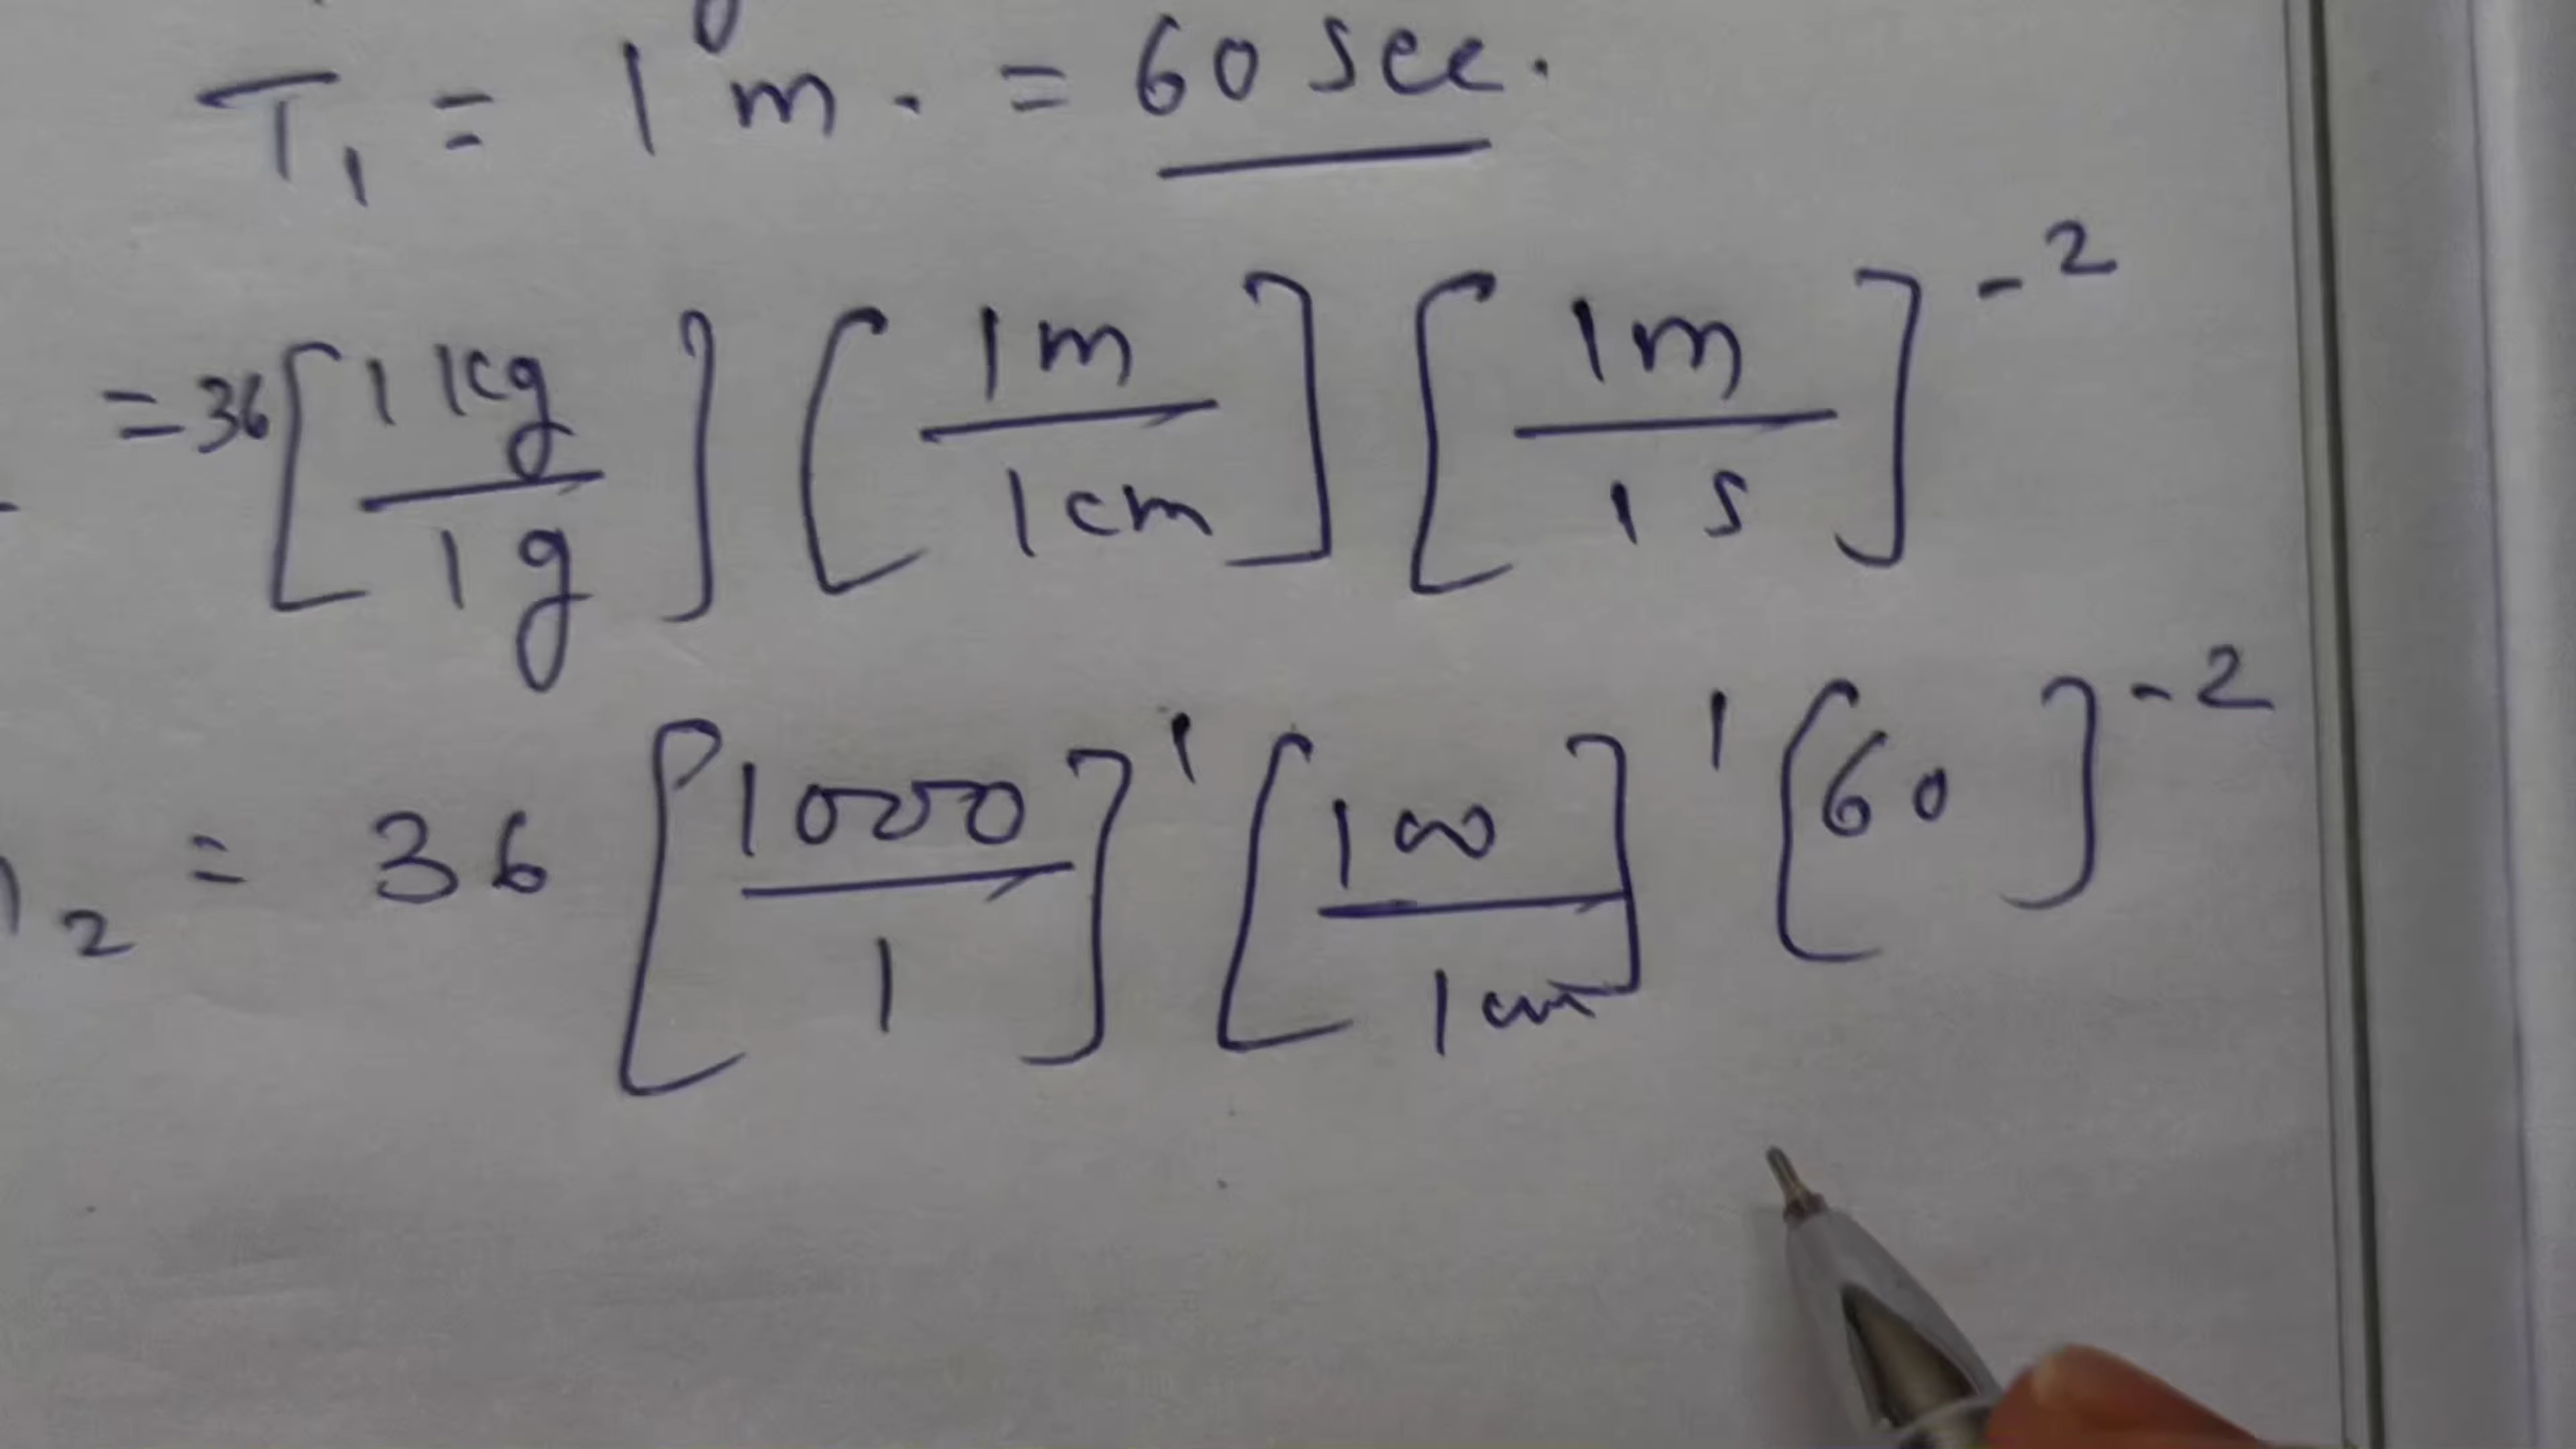 T₁ = 1 m. = 60 sec.
= 36 [1 kg / 1 g] [1 m / 1 cm] [1 m / 1 s]⁻²
₂ = 36 [1000 / 1]¹ [100 / 1 cm]¹ [60]⁻²